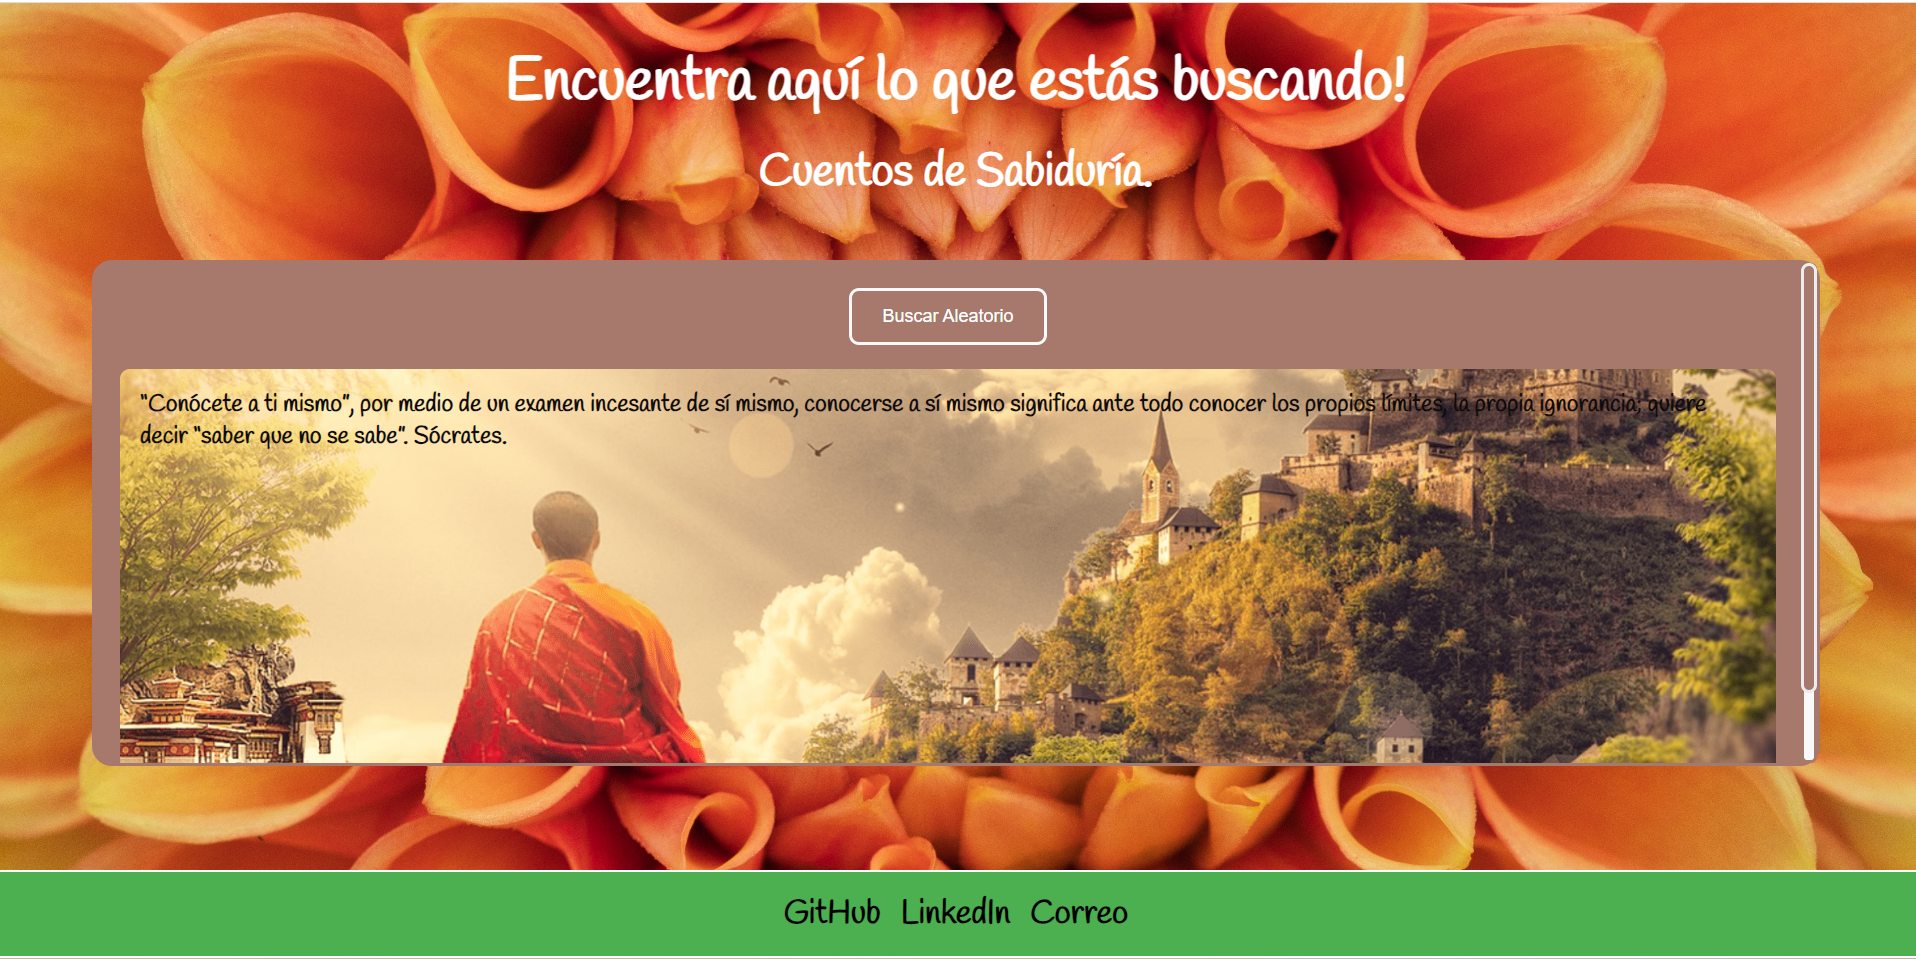 Encuentra aquí lo que estás buscando!
Cuentos de Sabiduría.
Buscar Aleatorio
"Conócete a ti mismo", por medio de un examen incesante de sí mismo, conocerse a sí mismo significa ante todo conocer los propios límites, la propia ignorancia; quiere
decir "saber que no se sabe". Sócrates.
GitHub LinkedIn Correo